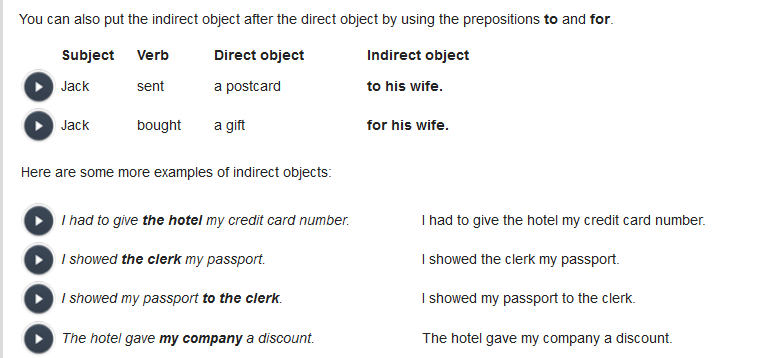 You can also put the indirect object after the direct object by using the prepositions to and for.
Subject Verb Direct object Indirect object
Jack sent a postcard to his wife.
Jack bought a gift for his wife.
Here are some more examples of indirect objects:
I had to give the hotel my credit card number. I had to give the hotel my credit card number.
I showed the clerk my passport. I showed the clerk my passport.
I showed my passport to the clerk. I showed my passport to the clerk.
The hotel gave my company a discount. The hotel gave my company a discount.